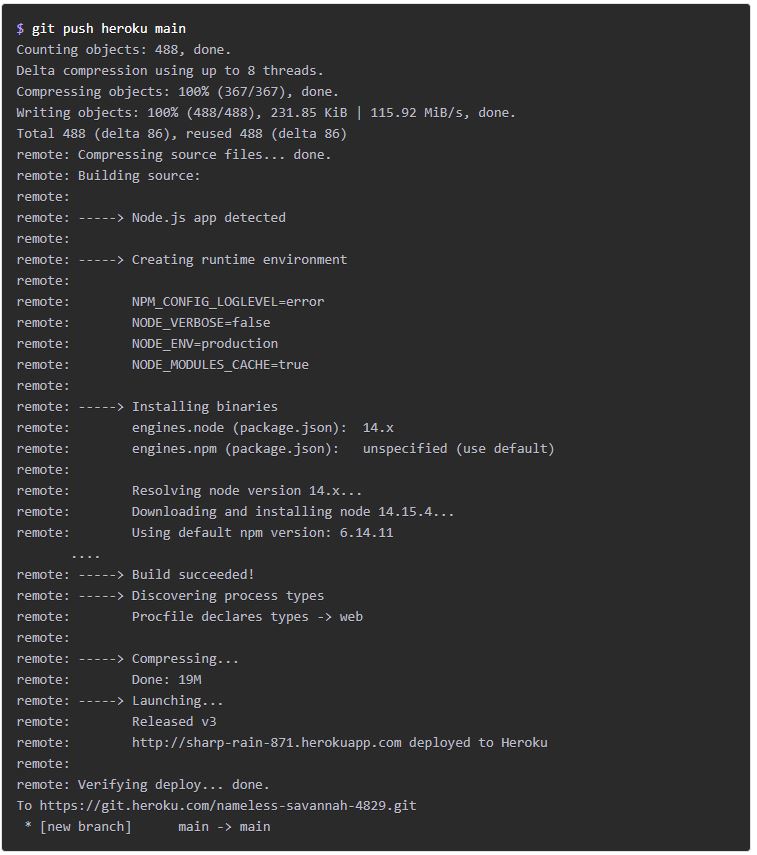 $ git push heroku main
Counting objects: 488, done.
Delta compression using up to 8 threads.
Compressing objects: 100% (367/367), done.
Writing objects: 100% (488/488), 231.85 KiB | 115.92 MiB/s, done.
Total 488 (delta 86), reused 488 (delta 86)
remote: Compressing source files... done.
remote: Building source:
remote:
remote: -----> Node.js app detected
remote:
remote: -----> Creating runtime environment
remote:
remote:        NPM_CONFIG_LOGLEVEL=error
remote:        NODE_VERBOSE=false
remote:        NODE_ENV=production
remote:        NODE_MODULES_CACHE=true
remote:
remote: -----> Installing binaries
remote:        engines.node (package.json):  14.x
remote:        engines.npm (package.json):   unspecified (use default)
remote:
remote:        Resolving node version 14.x...
remote:        Downloading and installing node 14.15.4...
remote:        Using default npm version: 6.14.11
       ....
remote: -----> Build succeeded!
remote: -----> Discovering process types
remote:        Procfile declares types -> web
remote:
remote: -----> Compressing...
remote:        Done: 19M
remote: -----> Launching...
remote:        Released v3
remote:        http://sharp-rain-871.herokuapp.com deployed to Heroku
remote:
remote: Verifying deploy... done.
To https://git.heroku.com/nameless-savannah-4829.git
 * [new branch]      main -> main